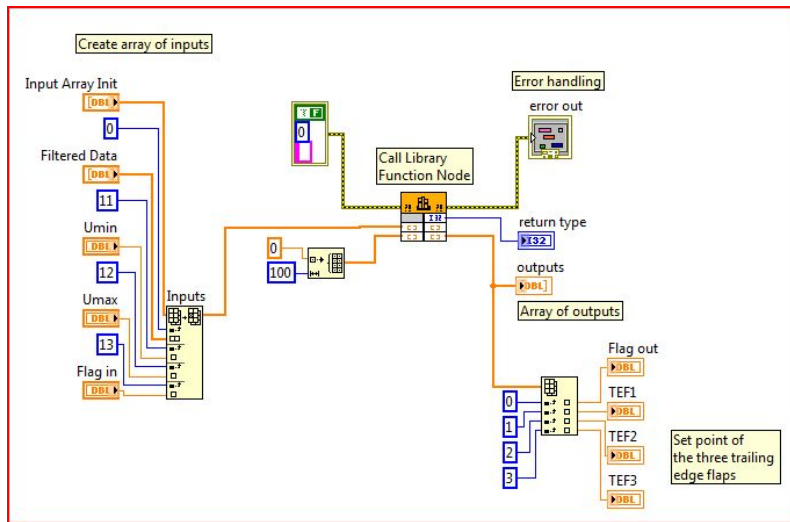 Create array of inputs
Input Array Init
DBL
0
Filtered Data
DBL
11
Umin
DBL
12
Umax
DBL
13
Flag in
DBL
Inputs
F
0
Call Library
Function Node
Error handling
error out
I32
return type
I32
0
100
outputs
DBL
Array of outputs
Flag out
DBL
TEF1
DBL
TEF2
DBL
TEF3
DBL
0
1
2
3
Set point of
the three trailing
edge flaps